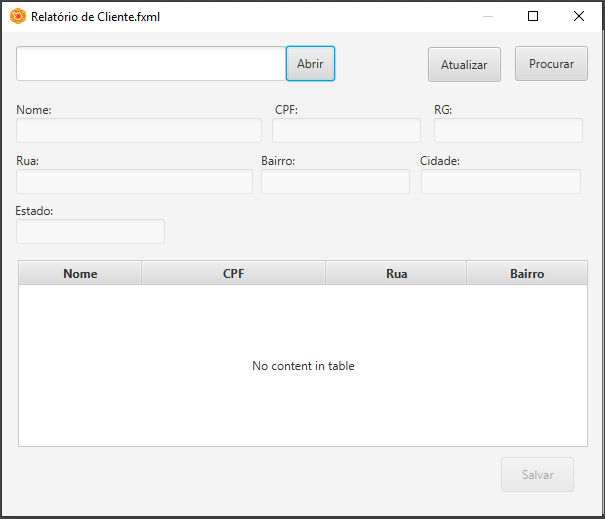 Relatório de Cliente.fxml
Abrir Atualizar Procurar
Nome: CPF: RG:
Rua: Bairro: Cidade:
Estado:
Nome CPF Rua Bairro
No content in table
Salvar